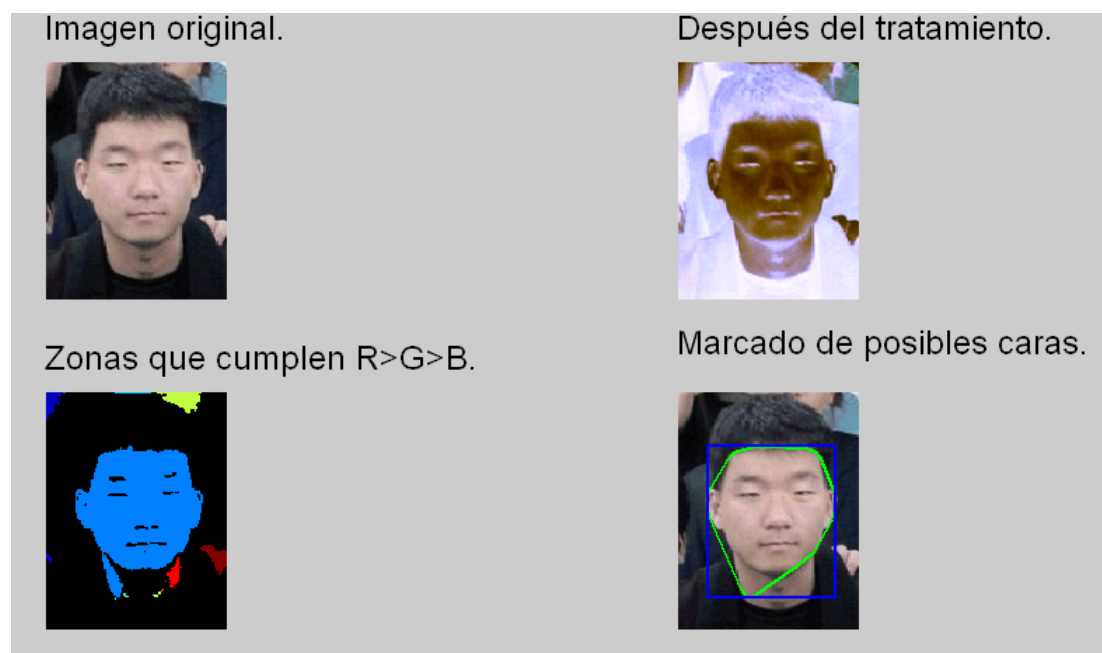 Imagen original.
Después del tratamiento.
Zonas que cumplen R>G>B.
Marcado de posibles caras.